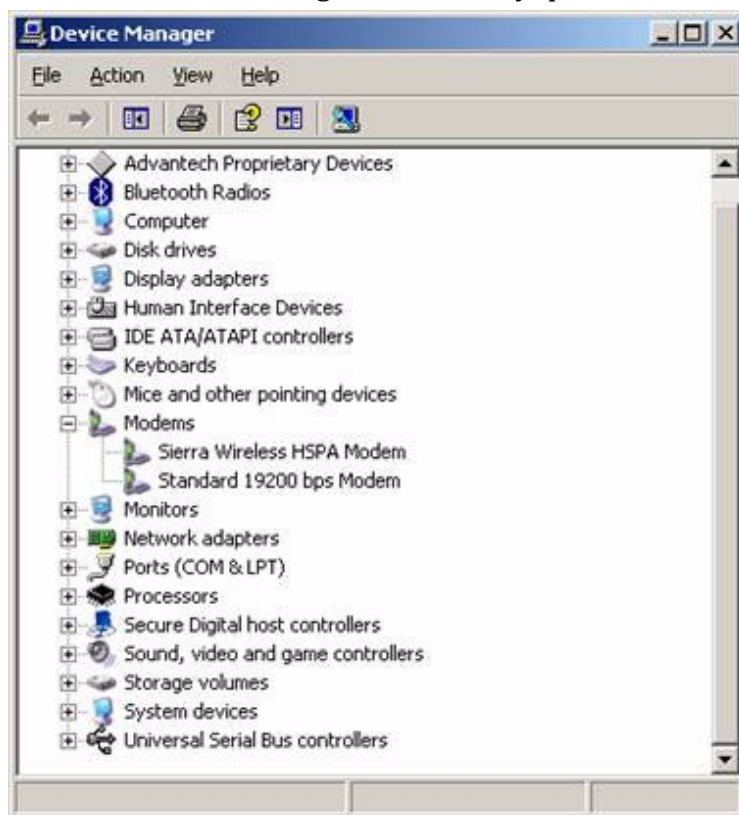 Device Manager
File Action View Help
Advantech Proprietary Devices
Bluetooth Radios
Computer
Disk drives
Display adapters
Human Interface Devices
IDE ATA/ATAPI controllers
Keyboards
Mice and other pointing devices
Modems
Sierra Wireless HSPA Modem
Standard 19200 bps Modem
Monitors
Network adapters
Ports (COM & LPT)
Processors
Secure Digital host controllers
Sound, video and game controllers
Storage volumes
System devices
Universal Serial Bus controllers